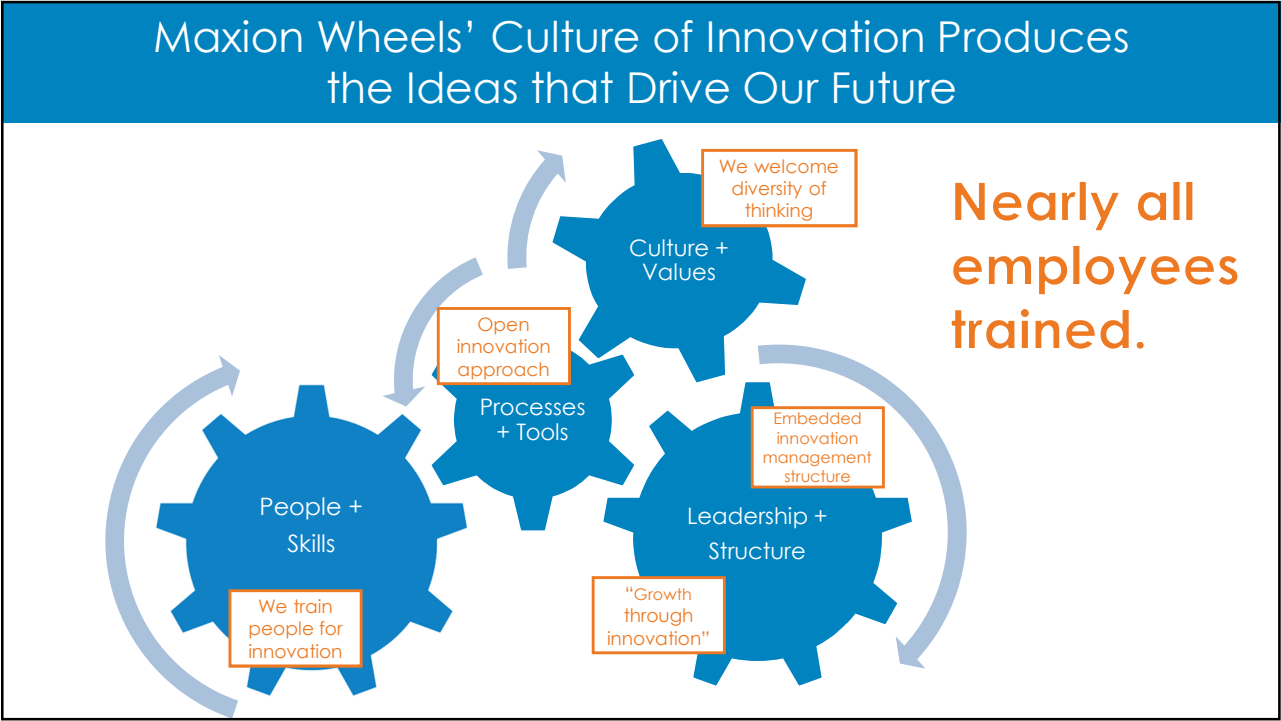 Maxion Wheels’ Culture of Innovation Produces
the Ideas that Drive Our Future
We welcome
diversity of
thinking
Culture +
Values
Nearly all
employees
trained.
Open
innovation
approach
Processes
+ Tools
Embedded
innovation
management
structure
Leadership +
Structure
“Growth
through
innovation”
People +
Skills
We train
people for
innovation